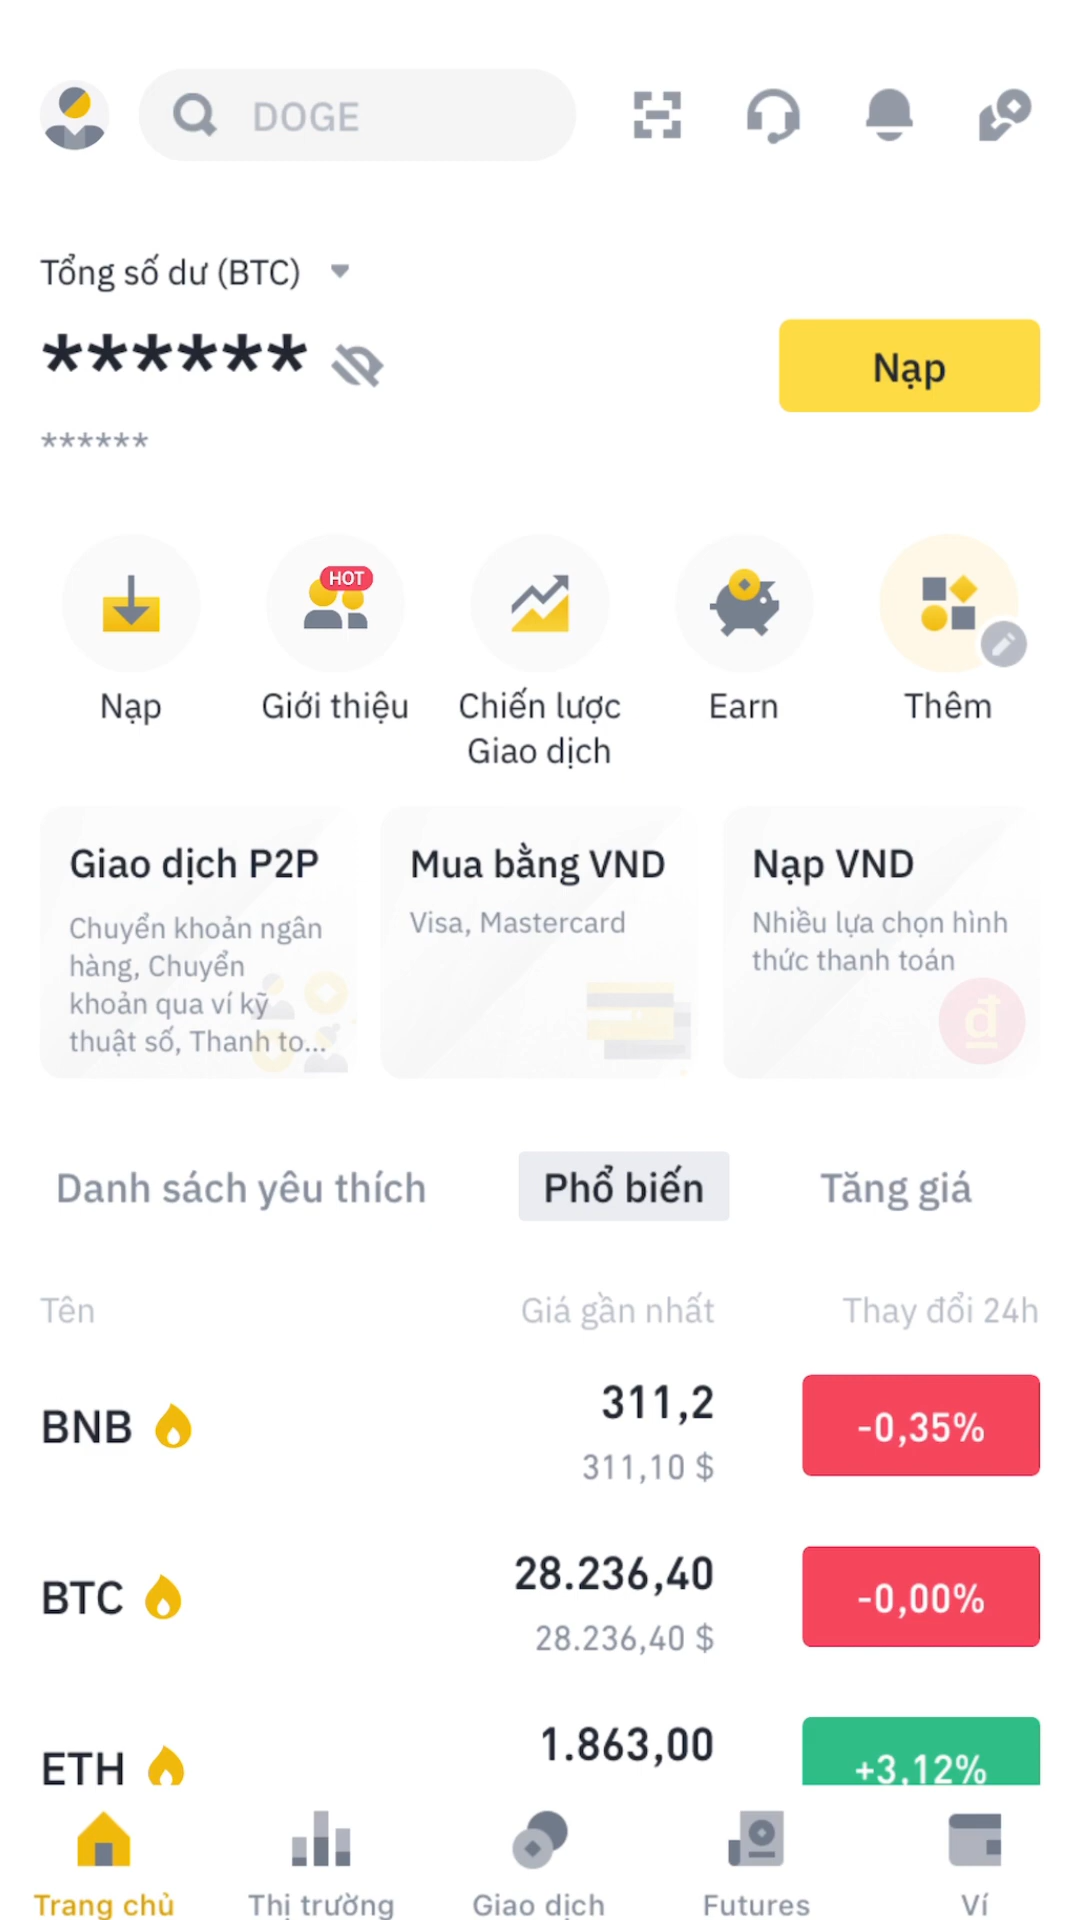 DOGE
Tổng số dư (BTC)
******
Nạp
******
HOT
Nạp
Giới thiệu
Chiến lược
Giao dịch
Earn
Thêm
Giao dịch P2P
Chuyển khoản ngân
hàng, Chuyển
khoản qua ví kỹ
thuật số, Thanh to...
Mua bằng VND
Visa, Mastercard
Nạp VND
Nhiều lựa chọn hình
thức thanh toán
đ
Danh sách yêu thích
Phổ biến
Tăng giá
Tên
Giá gần nhất
Thay đổi 24h
BNB
311,2
311,10 $
-0,35%
BTC
28.236,40
28.236,40 $
-0,00%
ETH
1.863,00
+3,12%
Trang chủ
Thị trường
Giao dịch
Futures
Ví